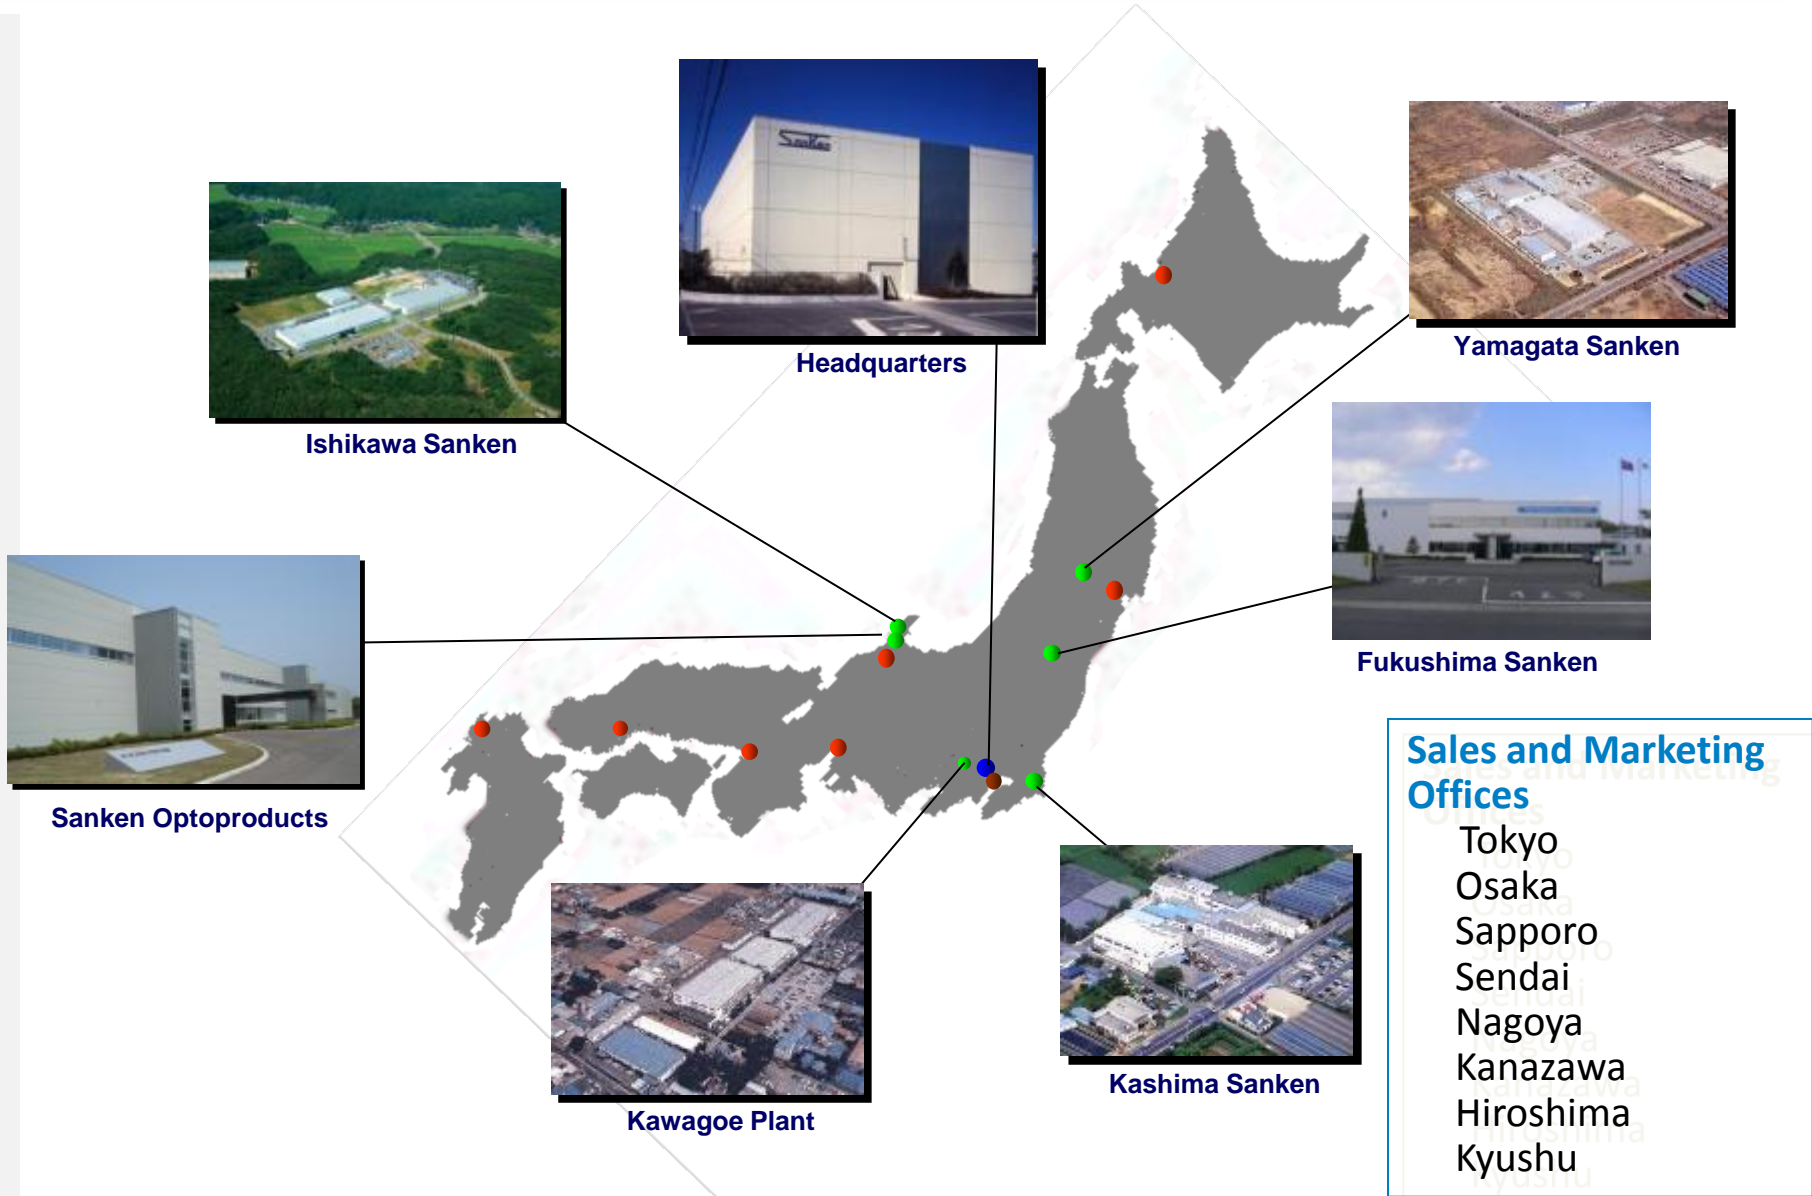 Sanken
Headquarters
Yamagata Sanken
Ishikawa Sanken
Fukushima Sanken
Sanken Optoproducts
Kawagoe Plant
Kashima Sanken
Sales and Marketing
Offices
Tokyo
Osaka
Sapporo
Sendai
Nagoya
Kanazawa
Hiroshima
Kyushu